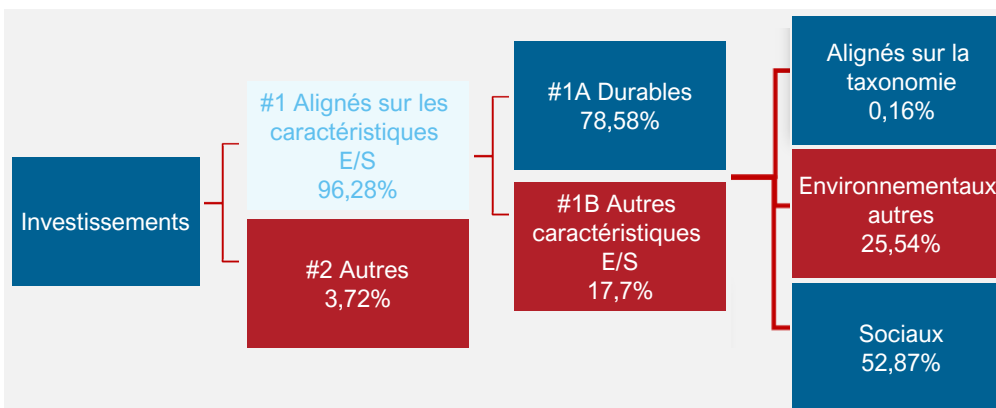 Investissements
#1 Alignés sur les
caractéristiques
E/S
96,28%
#2 Autres
3,72%
#1A Durables
78,58%
#1B Autres
caractéristiques
E/S
17,7%
Alignés sur la
taxonomie
0,16%
Environnementaux
autres
25,54%
Sociaux
52,87%